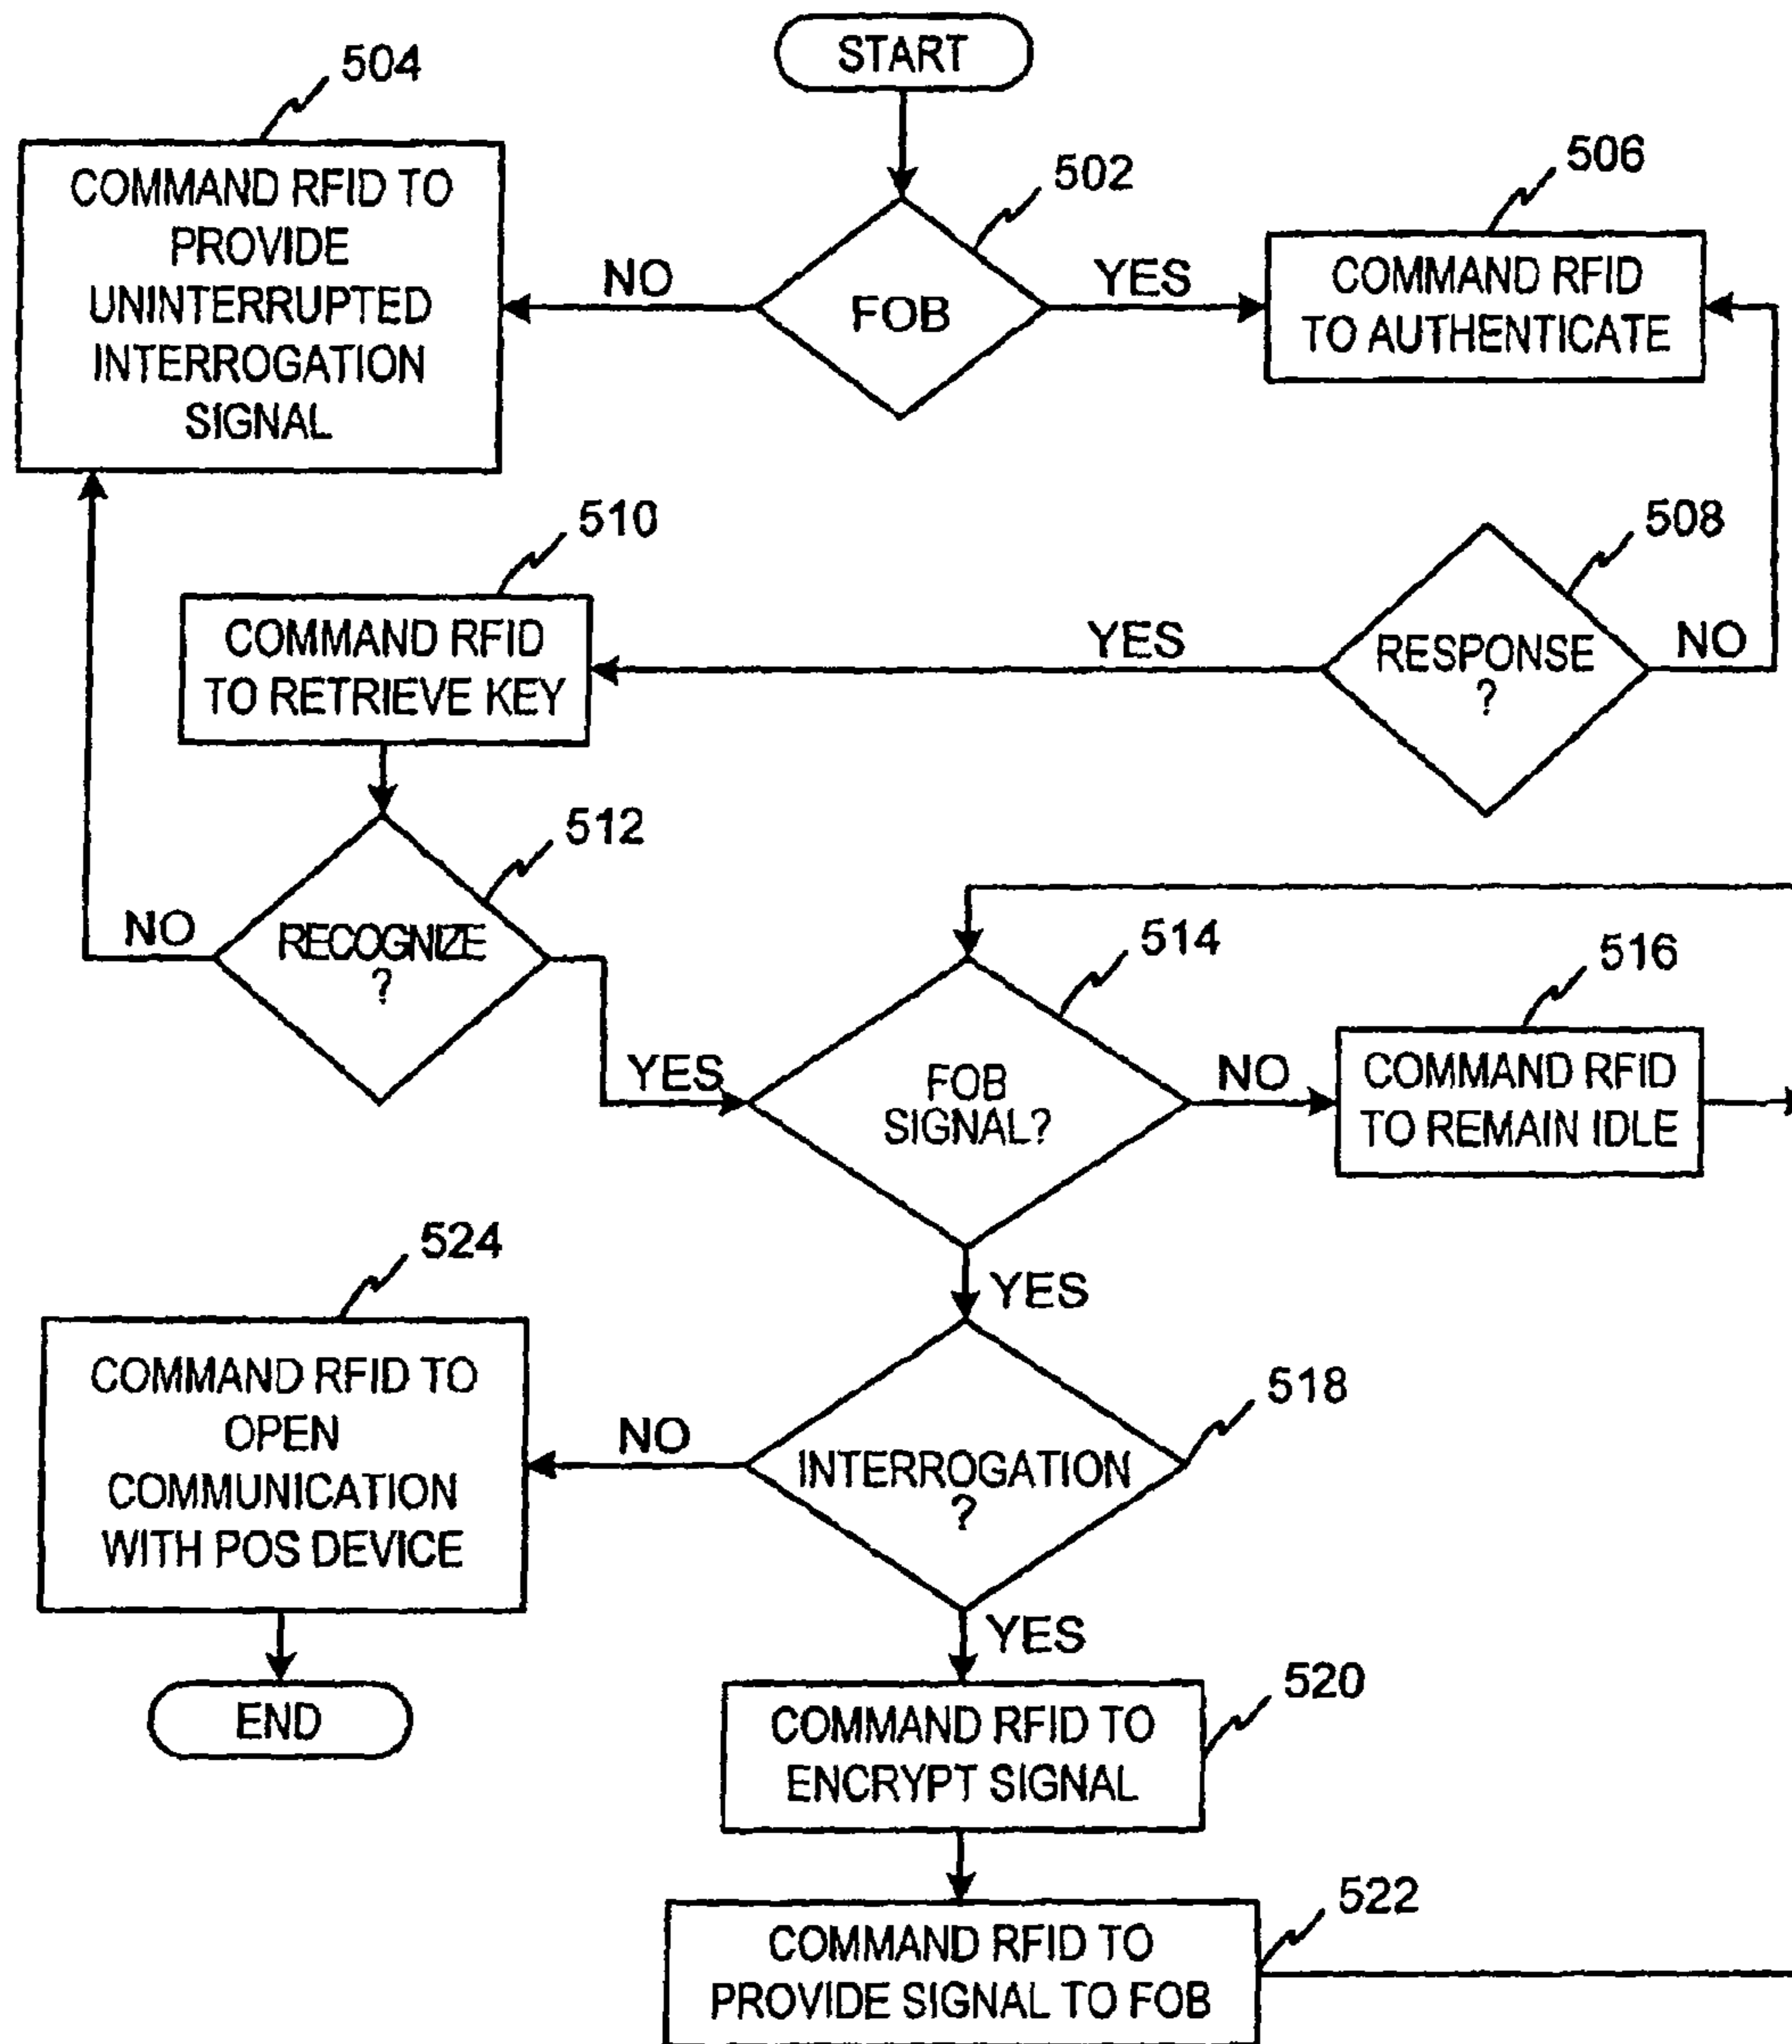 START
504
COMMAND RFID TO
PROVIDE
UNINTERRUPTED
INTERROGATION
SIGNAL
NO
502
FOB
YES
506
COMMAND RFID
TO AUTHENTICATE
510
COMMAND RFID
TO RETRIEVE KEY
YES
508
RESPONSE
?
NO
512
NO
RECOGNIZE
?
YES
514
FOB
SIGNAL?
NO
516
COMMAND RFID
TO REMAIN IDLE
YES
524
COMMAND RFID TO
OPEN
COMMUNICATION
WITH POS DEVICE
NO
518
INTERROGATION
?
YES
END
520
COMMAND RFID TO
ENCRYPT SIGNAL
522
COMMAND RFID TO
PROVIDE SIGNAL TO FOB